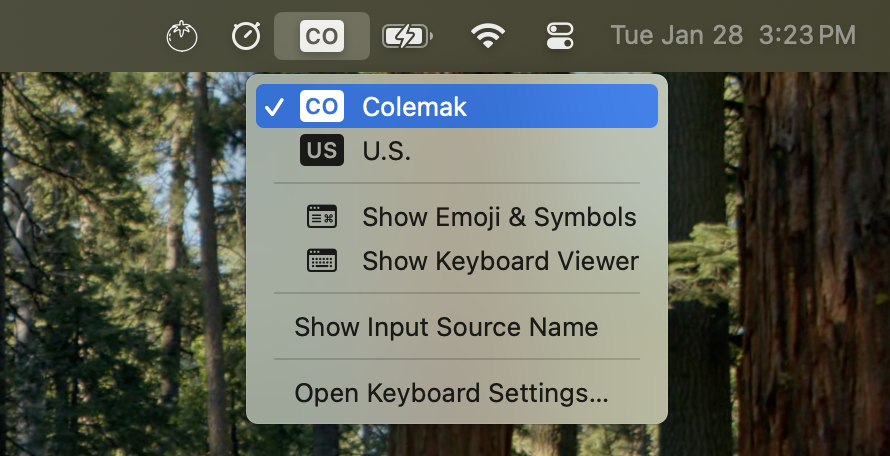 CO Tue Jan 28 3:23 PM
CO Colemak
US U.S.
Show Emoji & Symbols
Show Keyboard Viewer
Show Input Source Name
Open Keyboard Settings...